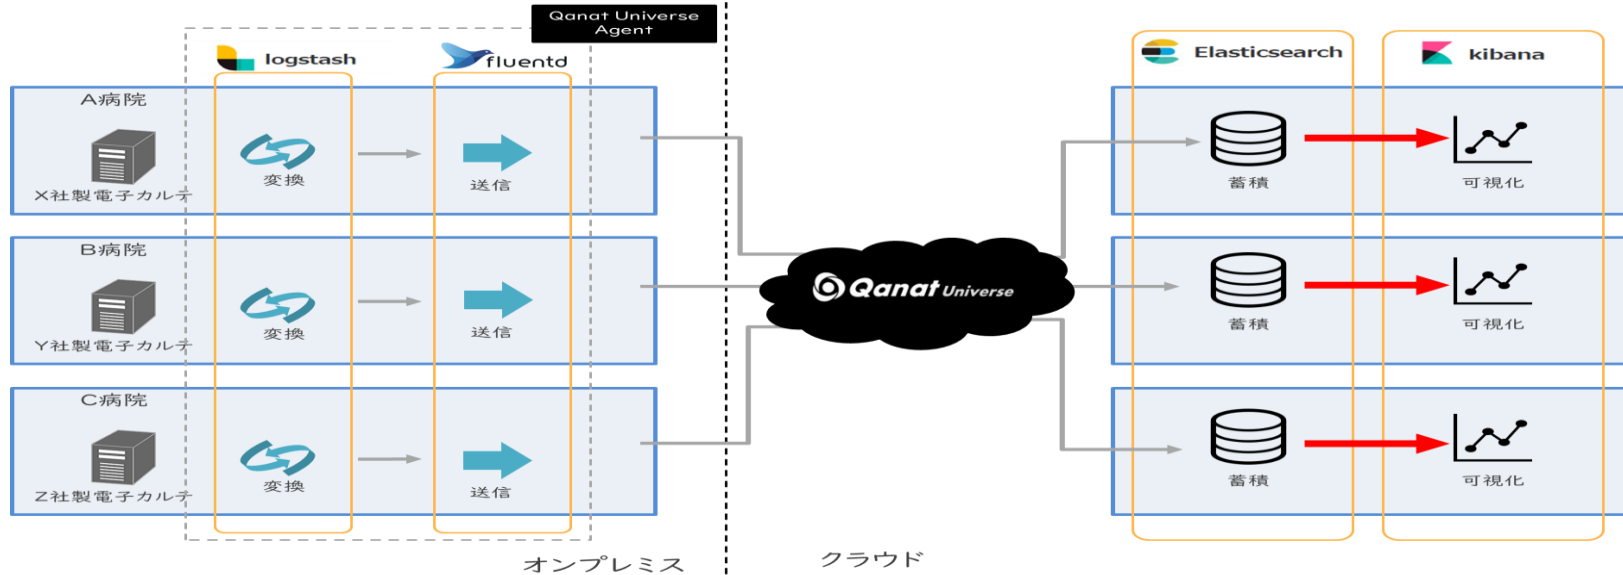 Qanat Universe
Agent
logstash
fluentd
Elasticsearch
kibana
A病院
X社製電子カルテ
変換
送信
蓄積
可視化
B病院
Y社製電子カルテ
変換
送信
Qanat Universe
蓄積
可視化
C病院
Z社製電子カルテ
変換
送信
蓄積
可視化
オンプレミス
クラウド